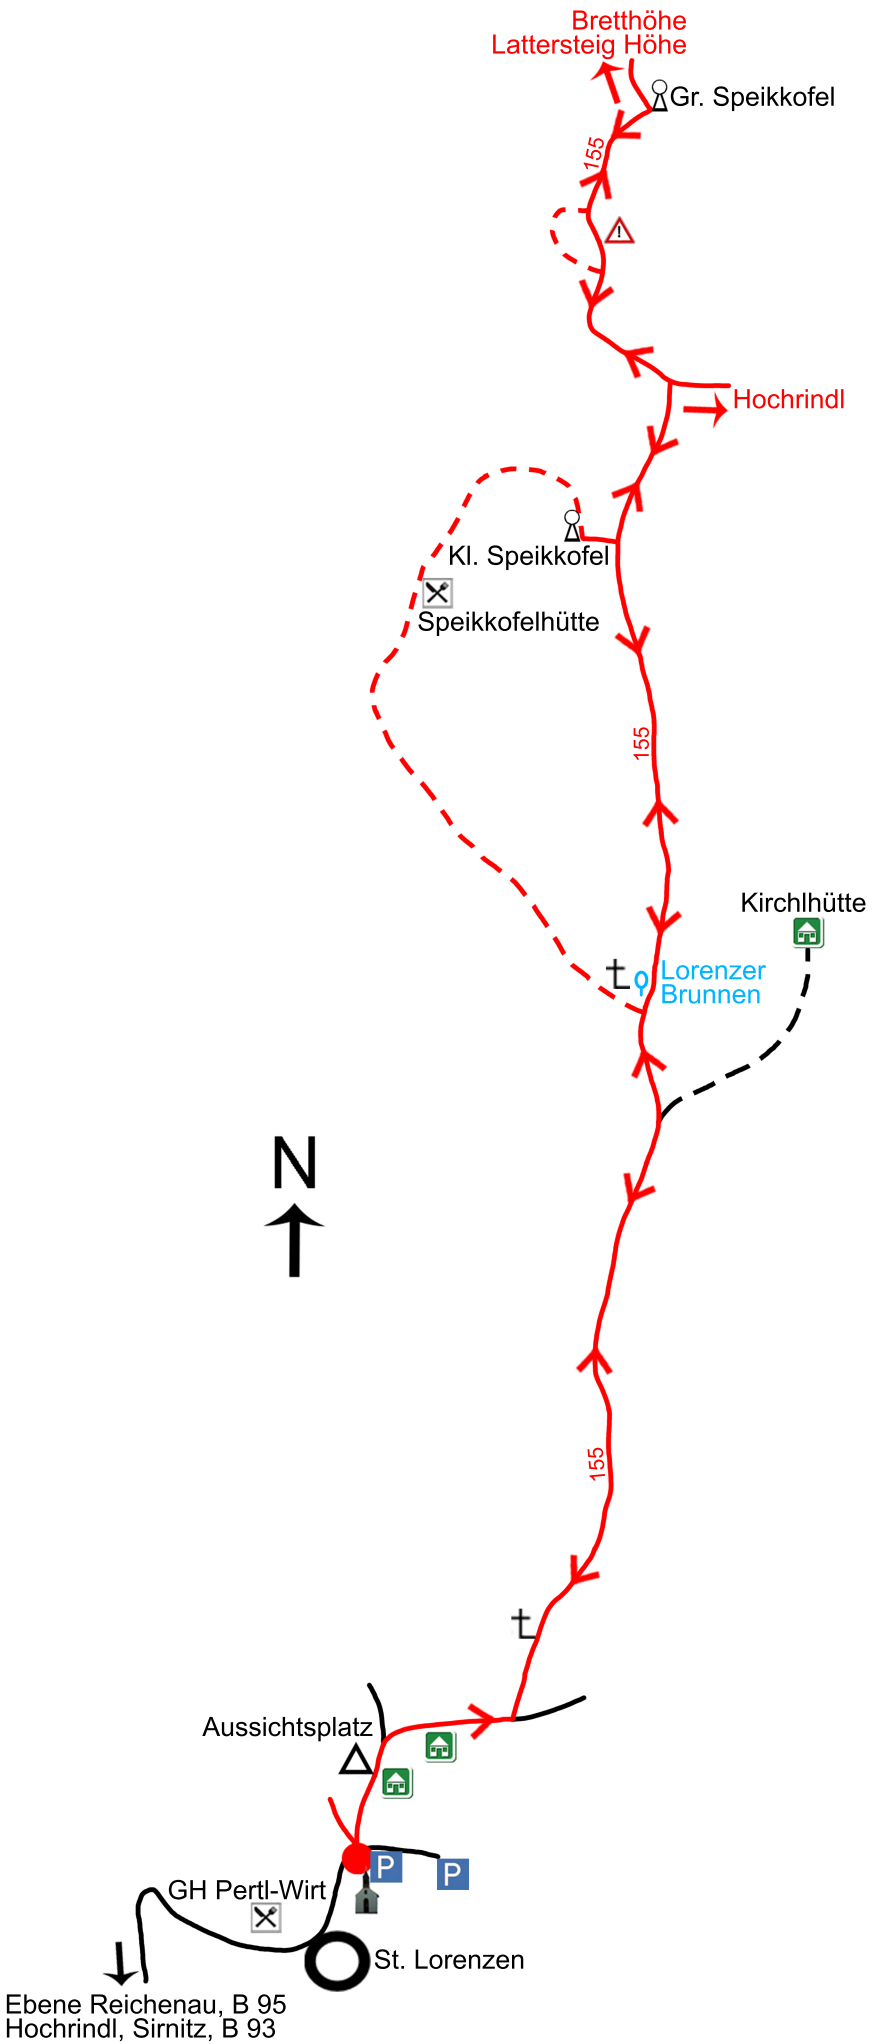 Bretthöhe
Lattersteig Höhe
Gr. Speikkofel
155
!
Hochrindl
Kl. Speikkofel
Speikkofelhütte
155
Kirchlhütte
Lorenzer
Brunnen
N
155
Aussichtsplatz
P
P
GH Pertl-Wirt
St. Lorenzen
Ebene Reichenau, B 95
Hochrindl, Sirnitz, B 93